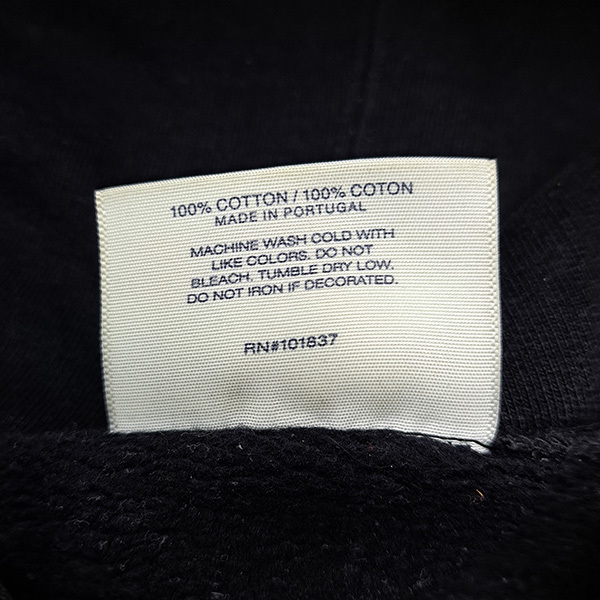 100% COTTON / 100% COTON
MADE IN PORTUGAL
MACHINE WASH COLD WITH
LIKE COLORS. DO NOT
BLEACH. TUMBLE DRY LOW.
DO NOT IRON IF DECORATED.
RN#101837